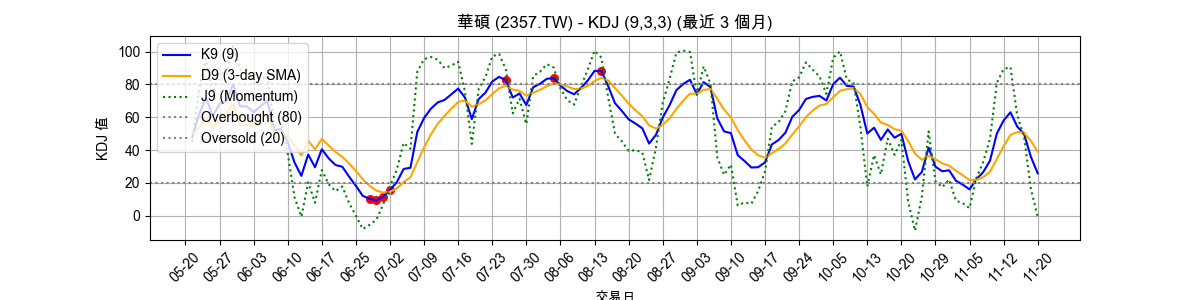 華碩 (2357.TW) - KDJ (9,3,3) (最近 3 個月)
KDJ 值
100
80
60
40
20
0
K9 (9)
D9 (3-day SMA)
J9 (Momentum)
Overbought (80)
Oversold (20)
05-20 05-27 06-03 06-10 06-17 06-25 07-02 07-09 07-16 07-23 07-30 08-06 08-13 08-20 08-27 09-03 09-10 09-17 09-24 10-05 10-13 10-20 10-29 11-05 11-12 11-20
交易日